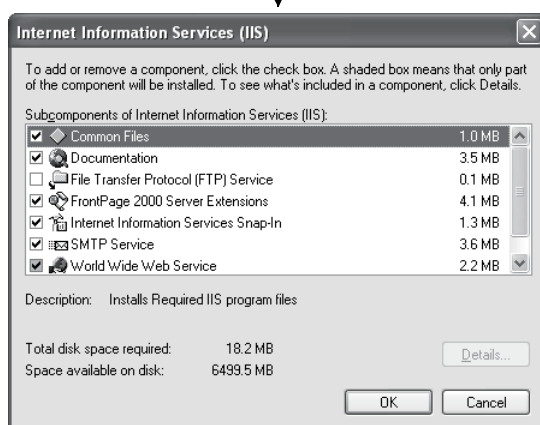 Internet Information Services (IIS)
To add or remove a component, click the check box. A shaded box means that only part
of the component will be installed. To see what's included in a component, click Details.
Subcomponents of Internet Information Services (IIS):
Common Files 1.0 MB
Documentation 3.5 MB
File Transfer Protocol (FTP) Service 0.1 MB
FrontPage 2000 Server Extensions 4.1 MB
Internet Information Services Snap-In 1.3 MB
SMTP Service 3.6 MB
World Wide Web Service 2.2 MB
Description: Installs Required IIS program files
Total disk space required: 18.2 MB
Space available on disk: 6499.5 MB
Details...
OK Cancel